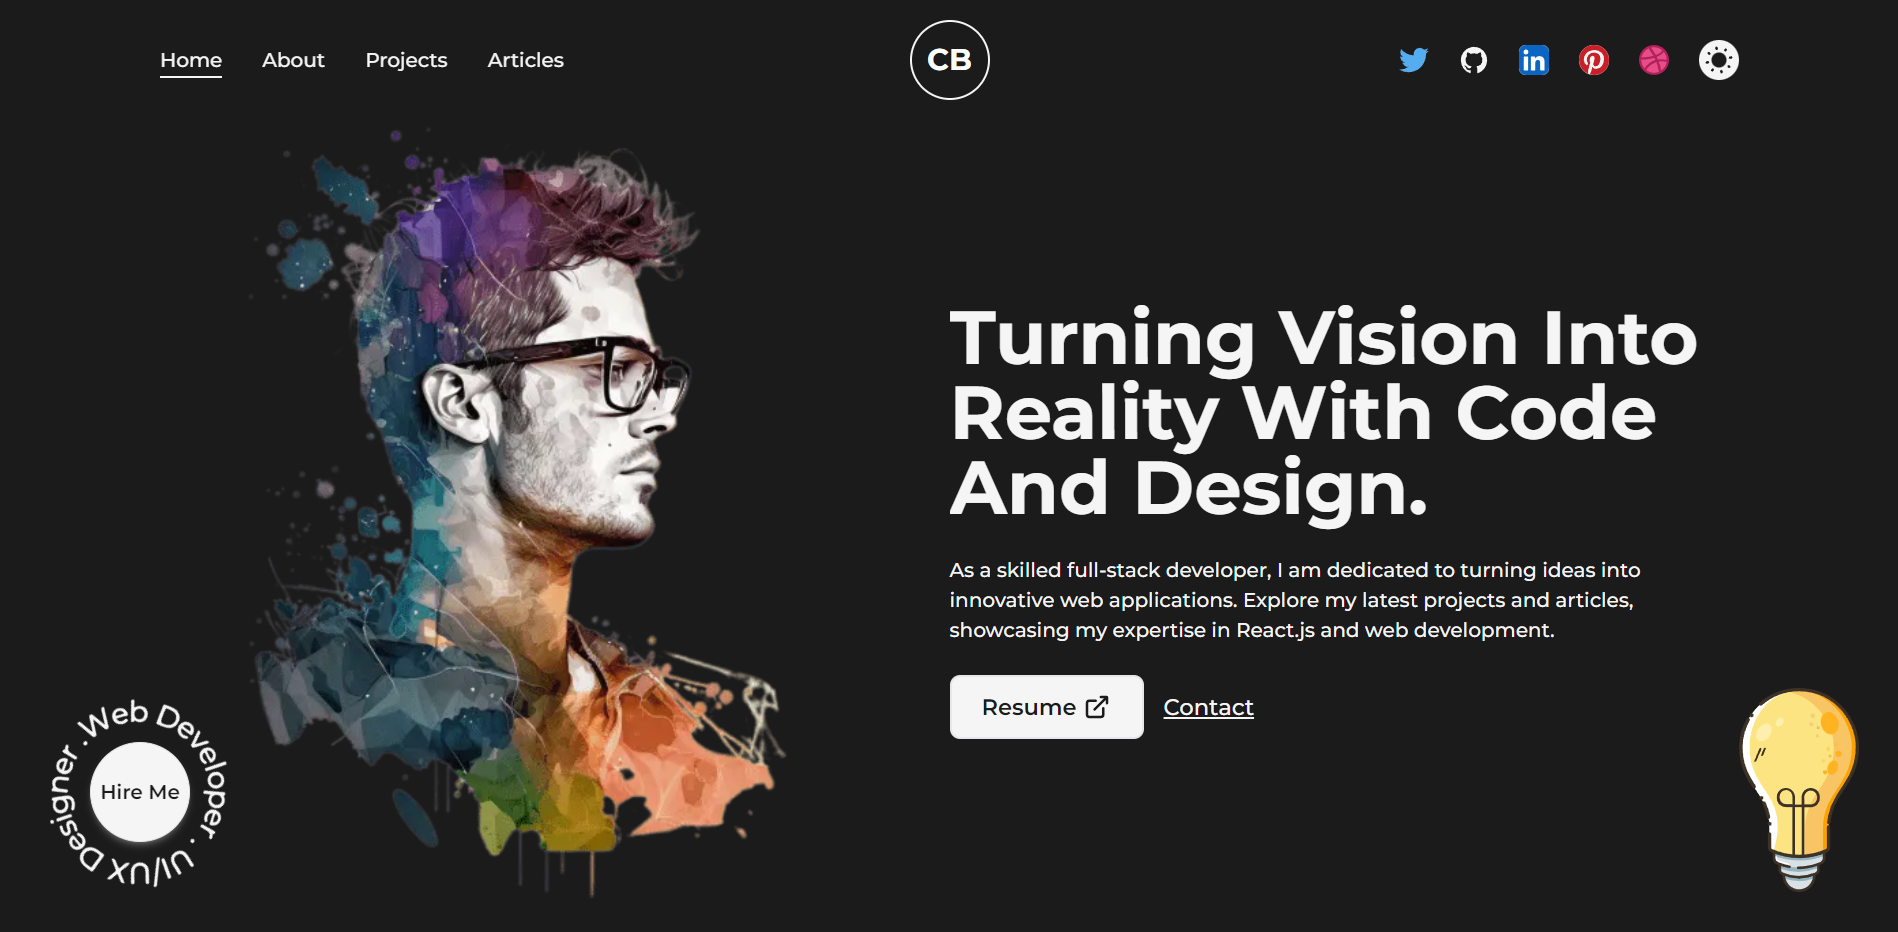 Home
About
Projects
Articles
CB
in
Turning Vision Into
Reality With Code
And Design.
As a skilled full-stack developer, I am dedicated to turning ideas into
innovative web applications. Explore my latest projects and articles,
showcasing my expertise in React.js and web development.
Resume
Contact
Web Developer . UI/UX Designer .
Hire Me